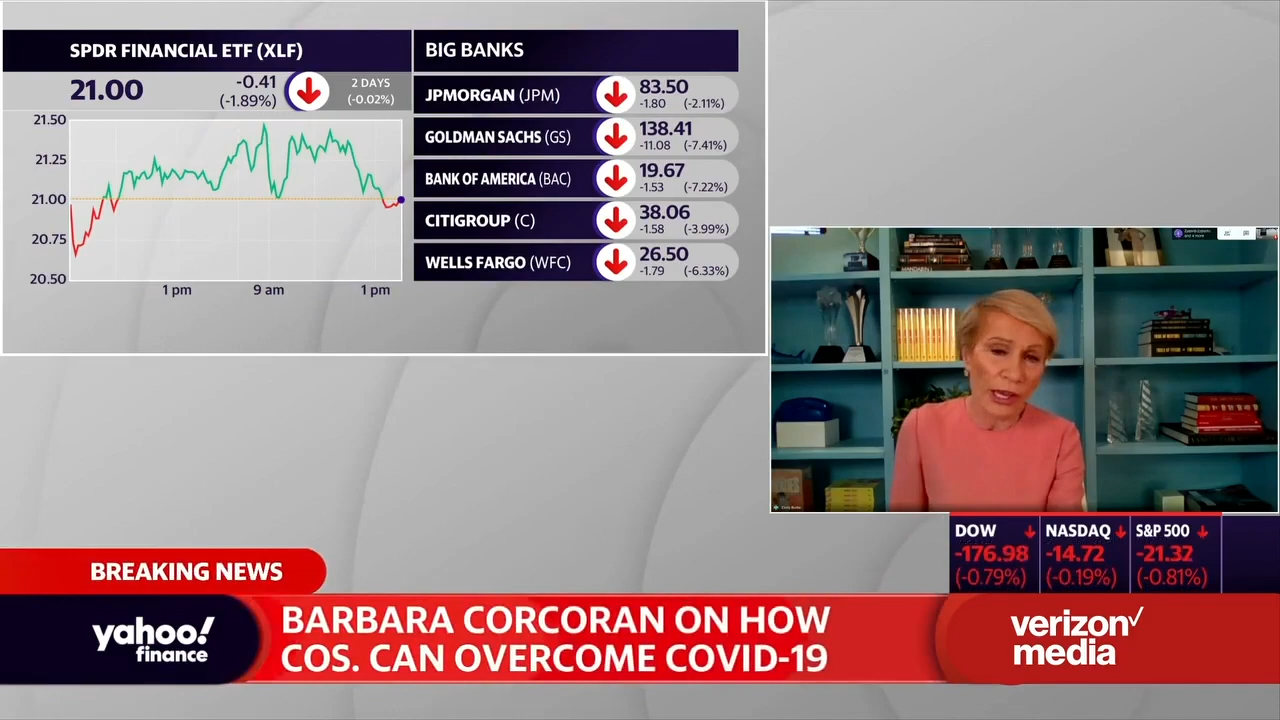 SPDR FINANCIAL ETF (XLF)
21.00
-0.41
(-1.89%)
2 DAYS
(-0.02%)
21.50
21.25
21.00
20.75
20.50
1 pm
9 am
1 pm
BIG BANKS
JPMORGAN (JPM)
83.50
-1.80 (-2.11%)
GOLDMAN SACHS (GS)
138.41
-11.08 (-7.41%)
BANK OF AMERICA (BAC)
19.67
-1.53 (-7.22%)
CITIGROUP (C)
38.06
-1.58 (-3.99%)
WELLS FARGO (WFC)
26.50
-1.79 (-6.33%)
MANDARIN
DOW
-176.98
(-0.79%)
NASDAQ
-14.72
(-0.19%)
S&P 500
-21.32
(-0.81%)
BREAKING NEWS
yahoo!
finance
BARBARA CORCORAN ON HOW
COS. CAN OVERCOME COVID-19
verizon✓
media